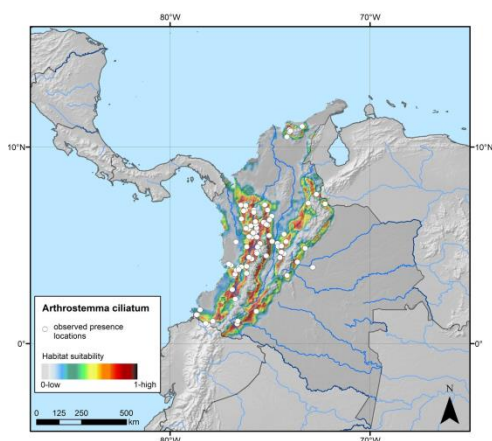 80°W 70°W
10°N 10°N
Arthrostemma ciliatum
observed presence
locations
Habitat suitability
0-low 1-high
0° 0°
N
0 125 250 500
km
80°W 70°W